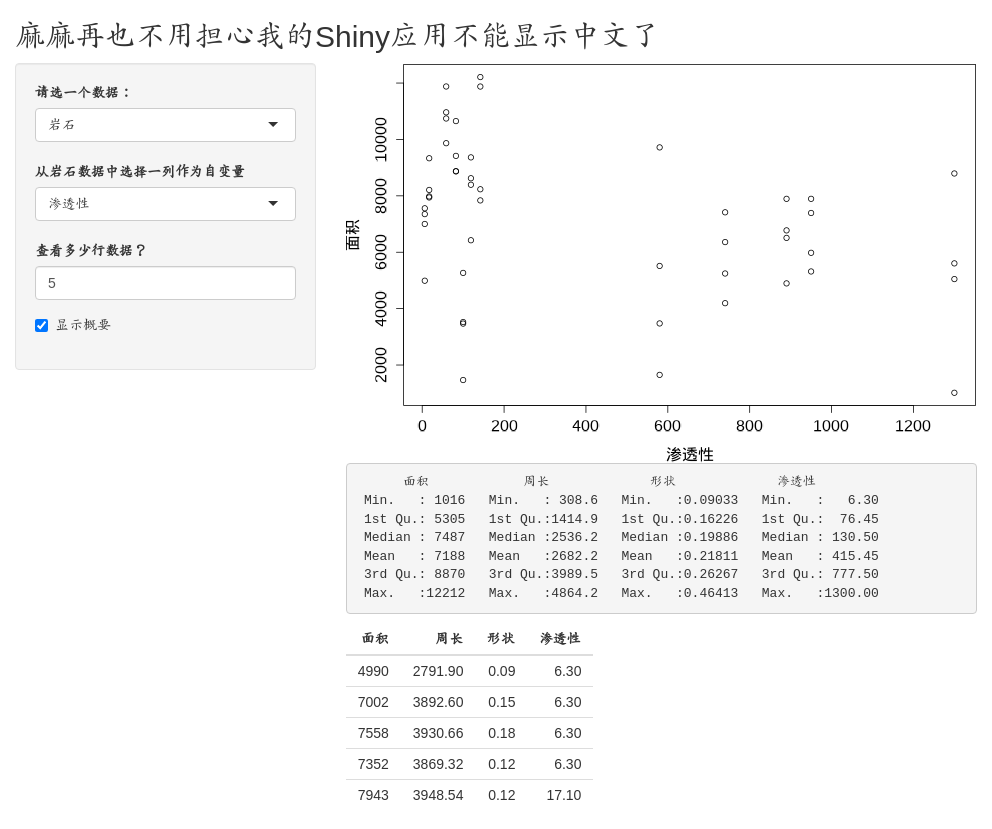 麻麻再也不用担心我的Shiny应用不能显示中文了
请选一个数据：
岩石
从岩石数据中选择一列作为自变量
渗透性
查看多少行数据？
5
显示概要
面积
2000 4000 6000 8000 10000
0 200 400 600 800 1000 1200
渗透性
面积 周长 形状 渗透性
Min.   : 1016   Min.   : 308.6   Min.   :0.09033   Min.   :   6.30
1st Qu.: 5305   1st Qu.:1414.9   1st Qu.:0.16226   1st Qu.:  76.45
Median : 7487   Median :2536.2   Median :0.19886   Median : 130.50
Mean   : 7188   Mean   :2682.2   Mean   :0.21811   Mean   : 415.45
3rd Qu.: 8870   3rd Qu.:3989.5   3rd Qu.:0.26267   3rd Qu.: 777.50
Max.   :12212   Max.   :4864.2   Max.   :0.46413   Max.   :1300.00
面积 周长 形状 渗透性
4990 2791.90 0.09 6.30
7002 3892.60 0.15 6.30
7558 3930.66 0.18 6.30
7352 3869.32 0.12 6.30
7943 3948.54 0.12 17.10